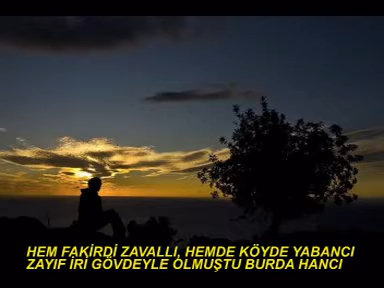 HEM FAKİRDİ ZAVALLI, HEMDE KÖYDE YABANCI
ZAYIF İRİ GÖVDEYLE OLMUŞTU BURDA HANCI